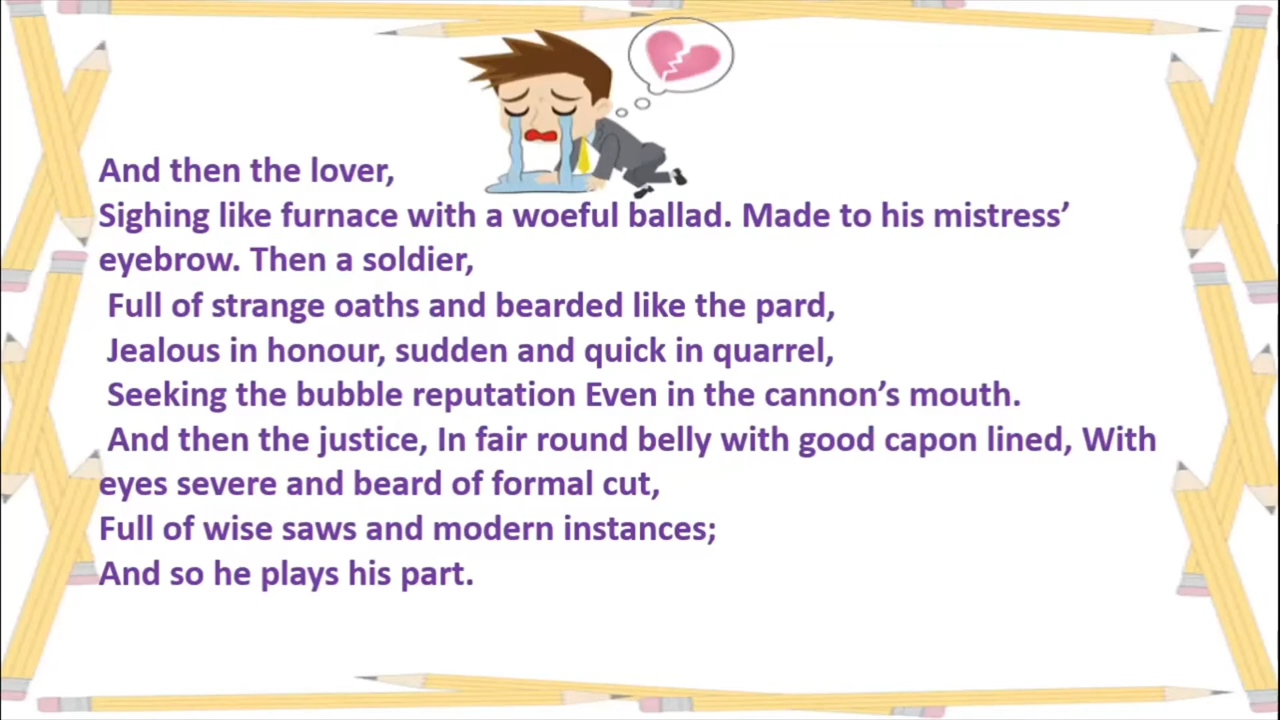 And then the lover,
Sighing like furnace with a woeful ballad. Made to his mistress’
eyebrow. Then a soldier,
Full of strange oaths and bearded like the pard,
Jealous in honour, sudden and quick in quarrel,
Seeking the bubble reputation Even in the cannon’s mouth.
And then the justice, In fair round belly with good capon lined, With
eyes severe and beard of formal cut,
Full of wise saws and modern instances;
And so he plays his part.